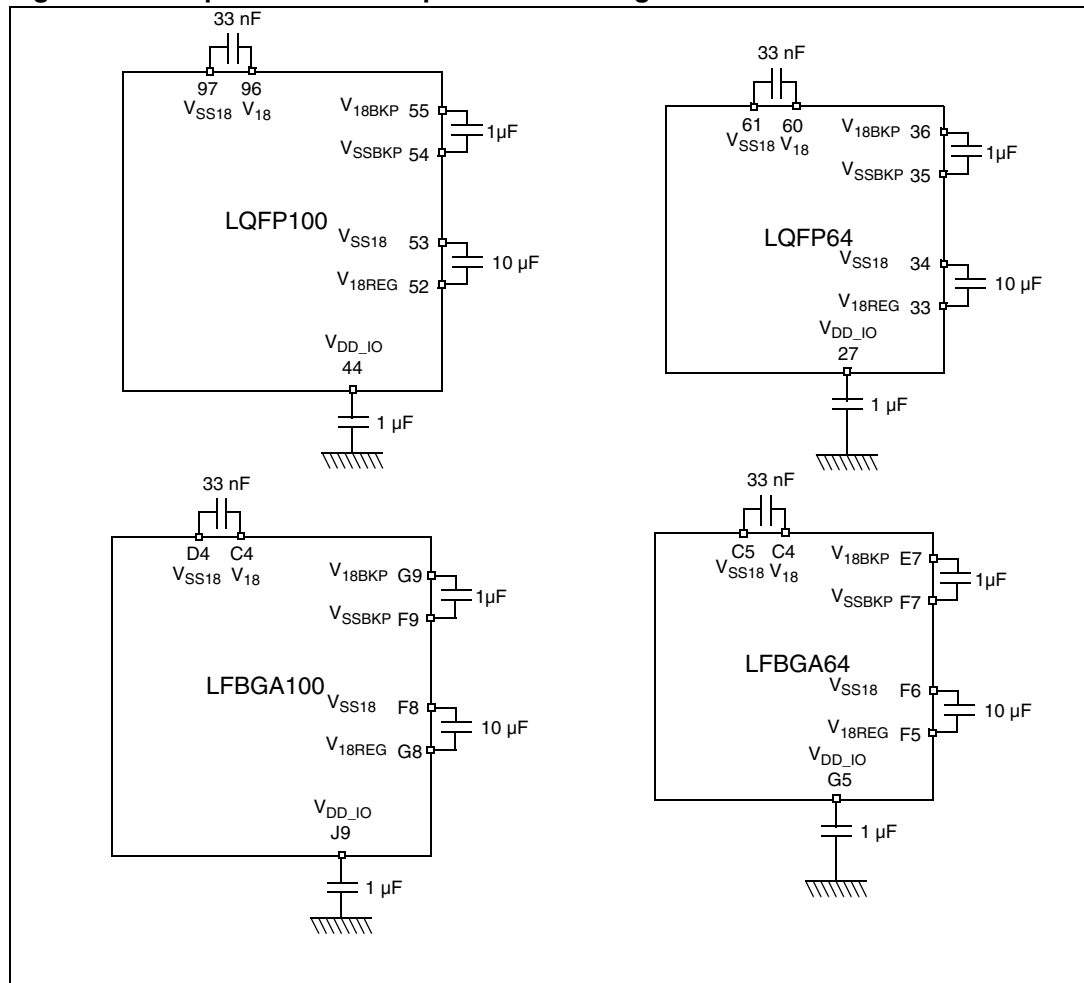 33 nF
97 96
VSS18 V18
V18BKP 55
1µF
VSSBKP 54
LQFP100
VSS18 53
10 µF
V18REG 52
VDD_IO
44
1 µF
33 nF
61 60
VSS18 V18
V18BKP 36
1µF
VSSBKP 35
LQFP64
VSS18 34
10 µF
V18REG 33
VDD_IO
27
1 µF
33 nF
D4 C4
VSS18 V18
V18BKP G9
1µF
VSSBKP F9
LFBGA100
VSS18 F8
10 µF
V18REG G8
VDD_IO
J9
1 µF
33 nF
C5 C4
VSS18 V18
V18BKP E7
1µF
VSSBKP F7
LFBGA64
VSS18 F6
10 µF
V18REG F5
VDD_IO
G5
1 µF